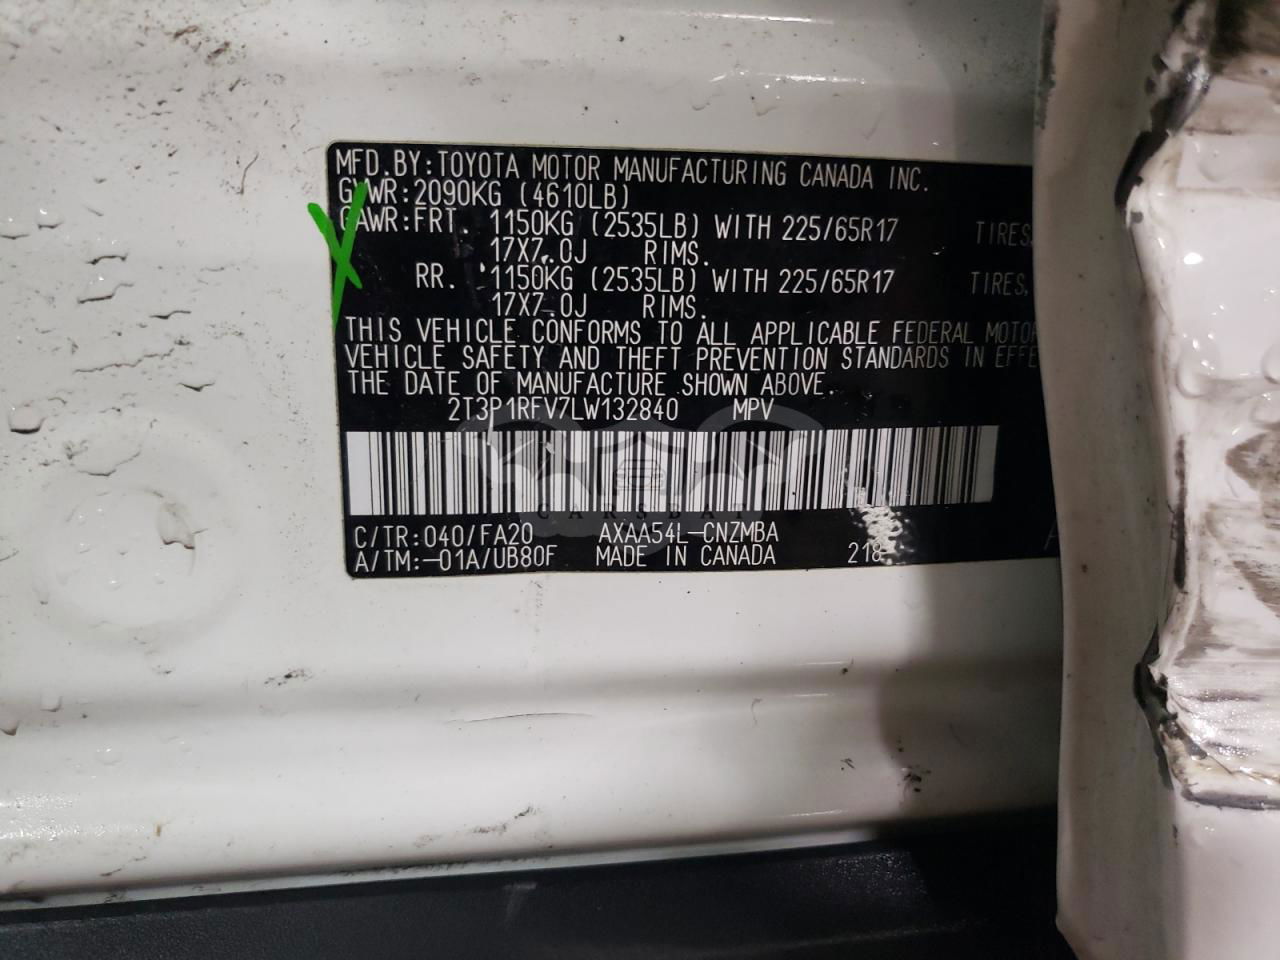 MFD.BY:TOYOTA MOTOR MANUFACTURING CANADA INC.
GVWR:2090KG (4610LB)
GAWR:FRT. 1150KG (2535LB) WITH 225/65R17 TIRES,
17X7.0J RIMS.
RR. 1150KG (2535LB) WITH 225/65R17 TIRES,
17X7.0J RIMS.
THIS VEHICLE CONFORMS TO ALL APPLICABLE FEDERAL MOTOR
VEHICLE SAFETY AND THEFT PREVENTION STANDARDS IN EFFE
THE DATE OF MANUFACTURE SHOWN ABOVE.
2T3P1RFV7LW132840 MPV
CARSBAT
C/TR:040/FA20 AXAA54L-CNZMBA
A/TM:-01A/UB80F MADE IN CANADA 218